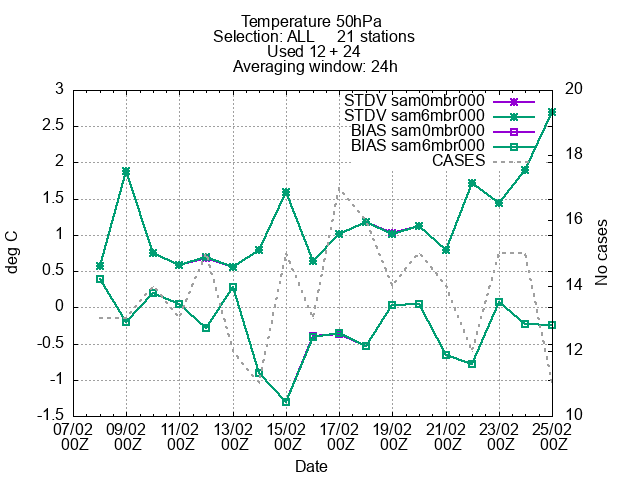 Temperature 50hPa
Selection: ALL 21 stations
Used 12 + 24
Averaging window: 24h
STDV sam0mbr000
STDV sam6mbr000
BIAS sam0mbr000
BIAS sam6mbr000
CASES
3
2.5
2
1.5
1
0.5
0
-0.5
-1
-1.5
deg C
20
18
16
14
12
10
No cases
07/02 09/02 11/02 13/02 15/02 17/02 19/02 21/02 23/02 25/02
00Z 00Z 00Z 00Z 00Z 00Z 00Z 00Z 00Z 00Z
Date